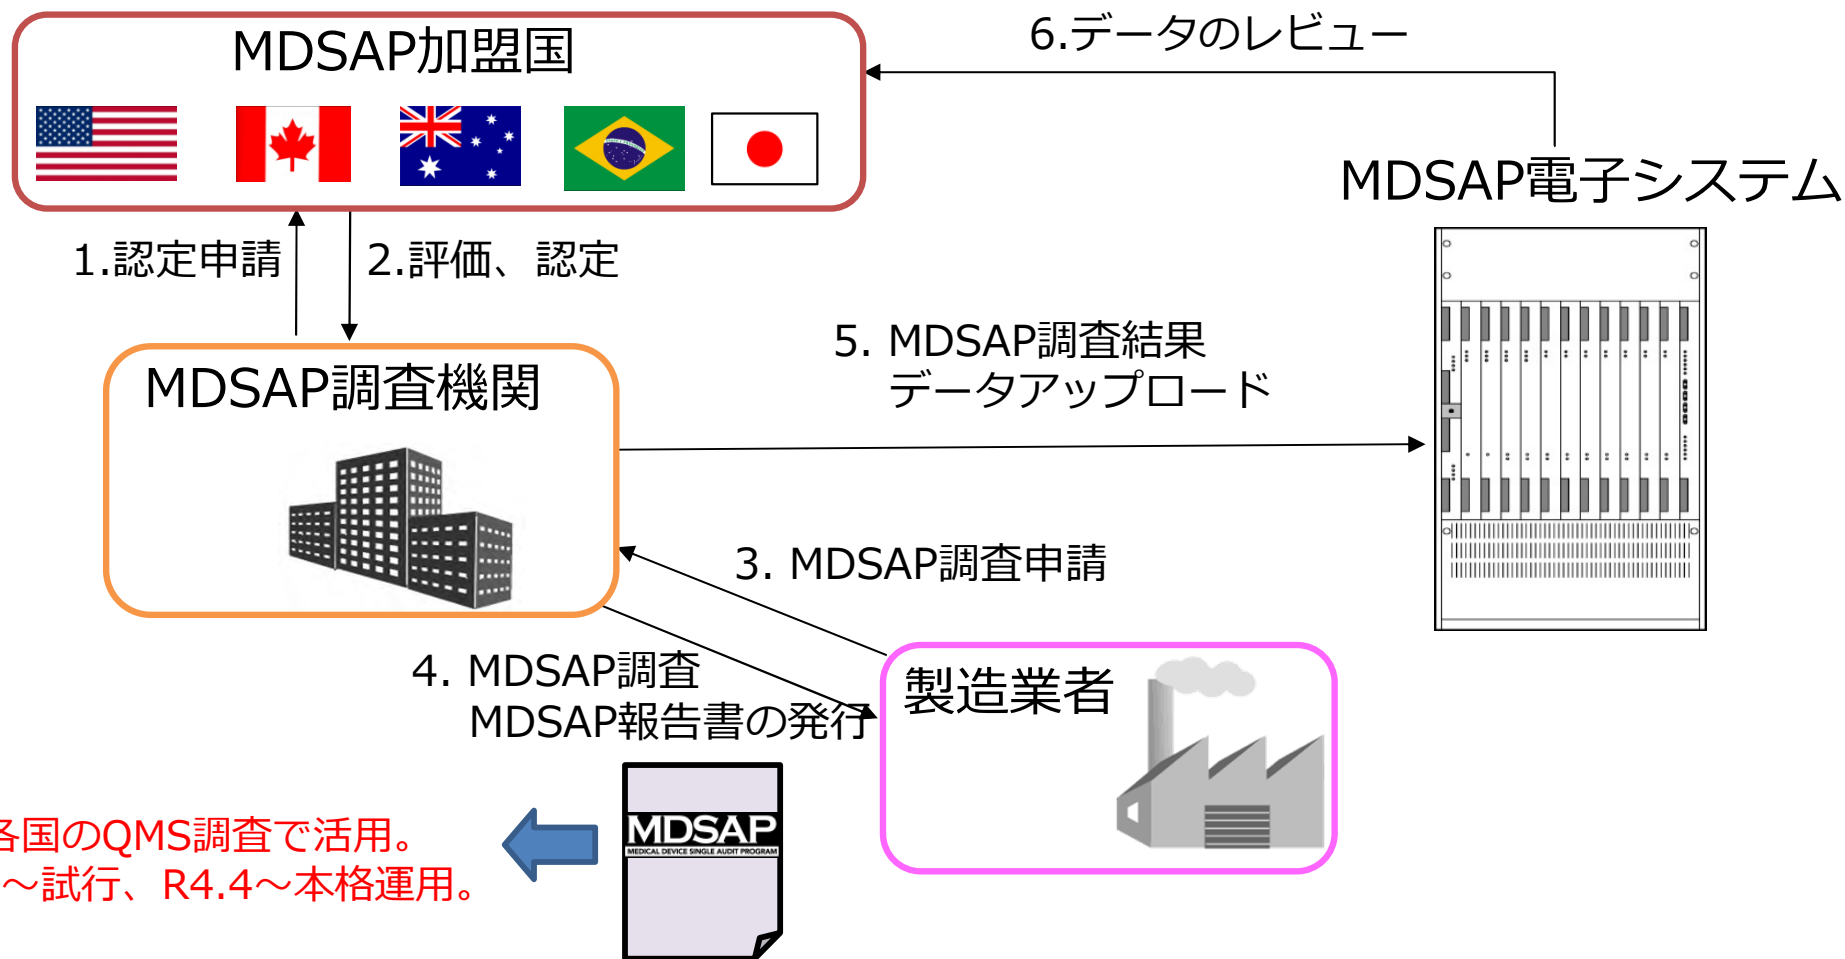 MDSAP加盟国
6.データのレビュー
MDSAP電子システム
1.認定申請
2.評価、認定
5. MDSAP調査結果
データアップロード
MDSAP調査機関
3. MDSAP調査申請
4. MDSAP調査
MDSAP報告書の発行
製造業者
各国のQMS調査で活用。
～試行、R4.4～本格運用。
MDSAP
MEDICAL DEVICE SINGLE AUDIT PROGRAM